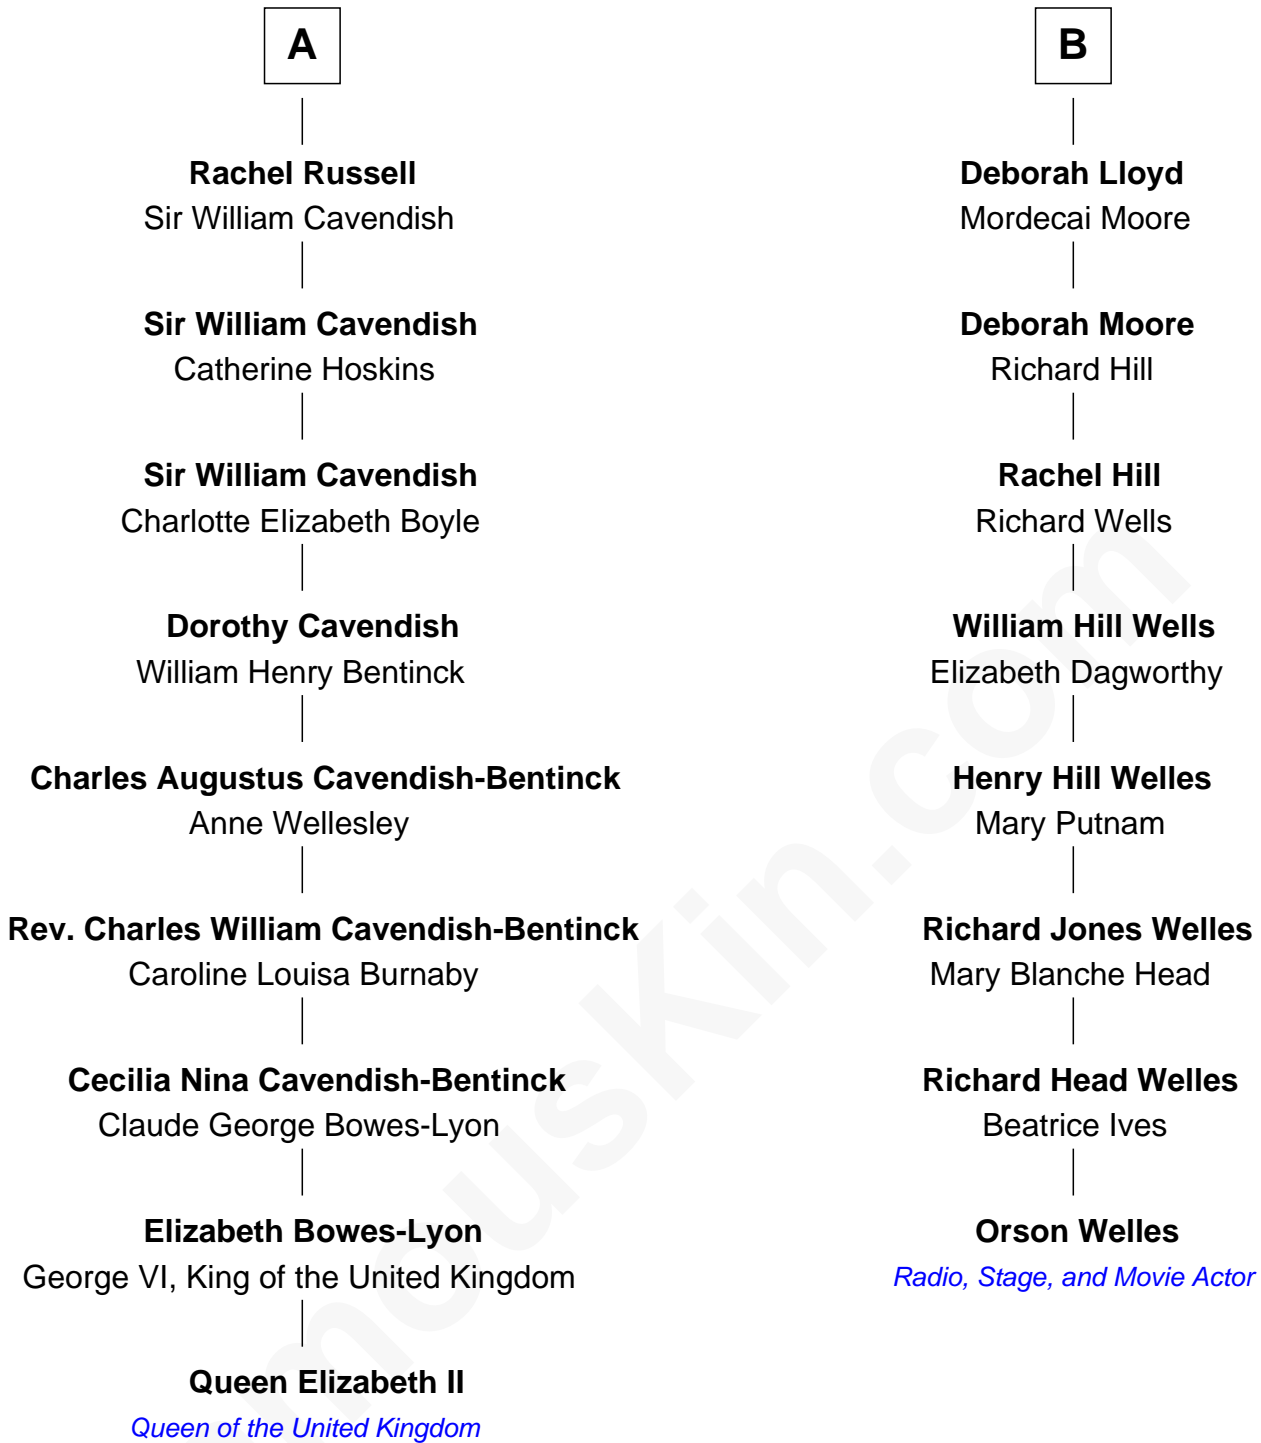 A
Rachel Russell
Sir William Cavendish
Sir William Cavendish
Catherine Hoskins
Sir William Cavendish
Charlotte Elizabeth Boyle
Dorothy Cavendish
William Henry Bentinck
Charles Augustus Cavendish-Bentinck
Anne Wellesley
Rev. Charles William Cavendish-Bentinck
Caroline Louisa Burnaby
Cecilia Nina Cavendish-Bentinck
Claude George Bowes-Lyon
Elizabeth Bowes-Lyon
George VI, King of the United Kingdom
Queen Elizabeth II
Queen of the United Kingdom
B
Deborah Lloyd
Mordecai Moore
Deborah Moore
Richard Hill
Rachel Hill
Richard Wells
William Hill Wells
Elizabeth Dagworthy
Henry Hill Welles
Mary Putnam
Richard Jones Welles
Mary Blanche Head
Richard Head Welles
Beatrice Ives
Orson Welles
Radio, Stage, and Movie Actor
mousKin.com